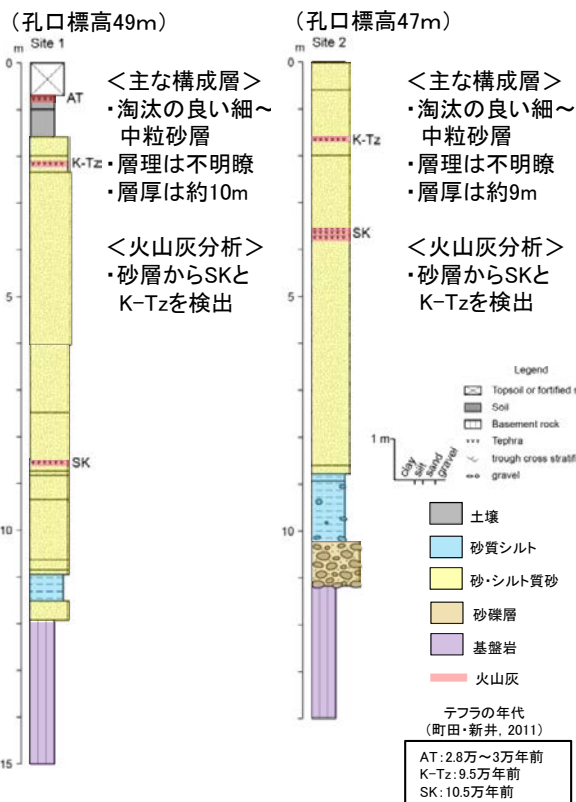 （孔口標高49m）
Site 1
m
0
5
10
15
AT
K-Tz
SK
＜主な構成層＞
・淘汰の良い細～
中粒砂層
・層理は不明瞭
・層厚は約10m
＜火山灰分析＞
・砂層からSKと
K-Tzを検出
（孔口標高47m）
Site 2
m
0
5
10
K-Tz
SK
＜主な構成層＞
・淘汰の良い細～
中粒砂層
・層理は不明瞭
・層厚は約9m
＜火山灰分析＞
・砂層からSKと
K-Tzを検出
Legend
Topsoil or fortified s
Soil
Basement rock
Tephra
trough cross stratifi
gravel
1 m
clay
silt
sand
gravel
土壌
砂質シルト
砂・シルト質砂
砂礫層
基盤岩
火山灰
テフラの年代
（町田・新井, 2011）
AT：2.8万～3万年前
K-Tz：9.5万年前
SK：10.5万年前